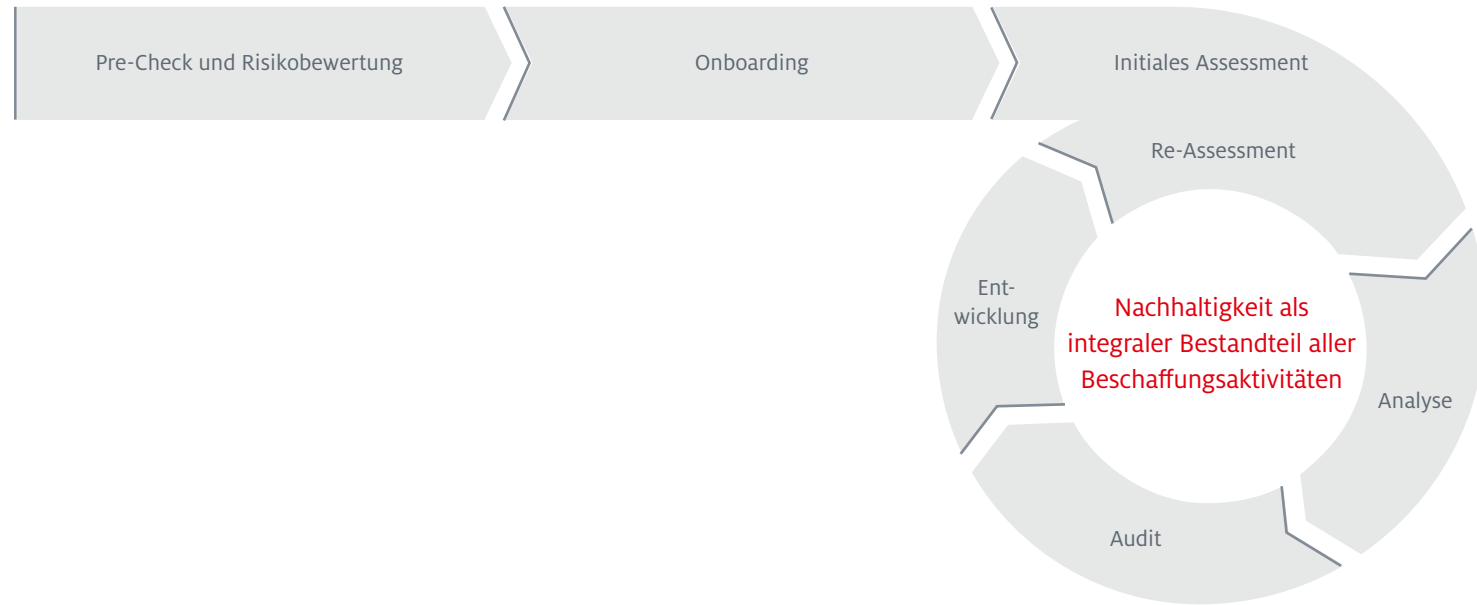 Pre-Check und Risikobewertung
Onboarding
Initiales Assessment
Re-Assessment
Ent-
wicklung
Nachhaltigkeit als
integraler Bestandteil aller
Beschaffungsaktivitäten
Analyse
Audit